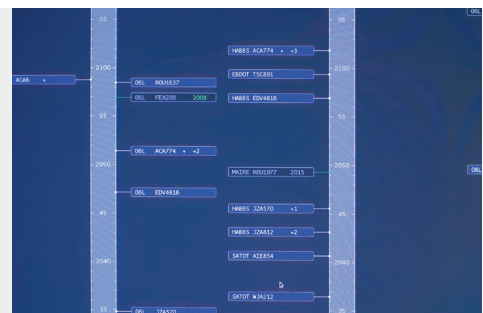 06L
05
05
HABBS ACA774 + +3
2100
2100
EBDOT TSC891
ACA6 +
06L ROU1637
06L FEX200 2008
HABBS EDV4816
55
55
06L ACA774 + +2
2050
2050
MAIRE ROU1977 2015
06L
06L EDV4816
HABBS JZA570 +1
45
45
HABBS JZA812 +2
SATOT AIE854
2040
2040
SATOT WJA212
35
35
06L JZA570